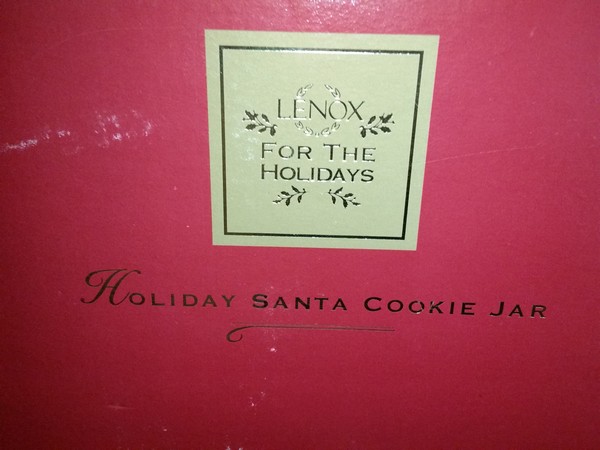 LENOX
FOR THE
HOLIDAYS
HOLIDAY SANTA COOKIE JAR